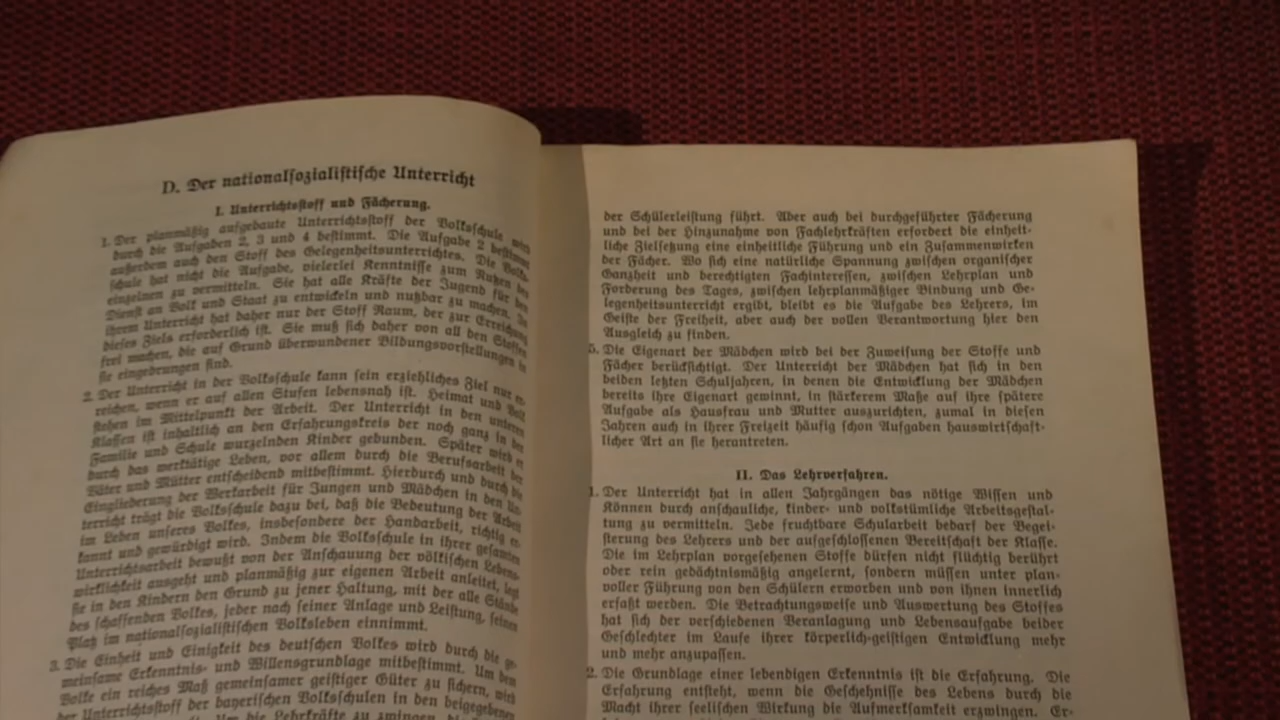 D. Der nationalsozialistische Unterricht
I. Unterrichtsstoff und Fächerung.
1. Der planmäßig aufgebaute Unterrichtsstoff der Volksschule wird
durch die Aufgaben 2, 3 und 4 bestimmt. Die Aufgabe 2 bestimmt
außerdem auch den Stoff des Gelegenheitsunterrichtes. Die Volks-
schule hat nicht die Aufgabe, vielerlei Kenntnisse zum Nutzen des
einzelnen zu vermitteln. Sie hat alle Kräfte der Jugend für den
Dienst an Volk und Staat zu entwickeln und nutzbar zu machen. In
ihrem Unterricht hat daher nur der Stoff Raum, der zur Erreichung
dieses Ziels erforderlich ist. Sie muß sich daher von all den Stoffen
frei machen, die auf Grund überwundener Bildungsvorstellungen in
sie eingedrungen sind.
2. Der Unterricht in der Volksschule kann sein erziehliches Ziel nur er-
reichen, wenn er auf allen Stufen lebensnah ist. Heimat und Volk
stehen im Mittelpunkt der Arbeit. Der Unterricht in den unteren
Klassen ist inhaltlich an den Erfahrungskreis der noch ganz in der
Familie und Schule wurzelnden Kinder gebunden. Später wird er
durch das werktätige Leben, vor allem durch die Berufsarbeit der
Väter und Mütter entscheidend mitbestimmt. Hierdurch und durch die
Eingliederung der Werkarbeit für Jungen und Mädchen in den Un-
terricht trägt die Volksschule dazu bei, daß die Bedeutung der Arbeit
im Leben unseres Volkes, insbesondere der Handarbeit, richtig er-
kannt und gewürdigt wird. Indem die Volksschule in ihrer gesamten
Unterrichtsarbeit bewußt von der Anschauung der völkischen Lebens-
wirklichkeit ausgeht und planmäßig zur eigenen Arbeit anleitet, legt
sie in den Kindern den Grund zu jener Haltung, mit der alle Stände
des schaffenden Volkes, jeder nach seiner Anlage und Leistung, seinen
Platz im nationalsozialistischen Volksleben einnimmt.
3. Die Einheit und Einigkeit des deutschen Volkes wird durch die ge-
meinsame Erkenntnis- und Willensgrundlage mitbestimmt. Um dem
Volke ein reiches Maß gemeinsamer geistiger Güter zu sichern, wird
der Unterrichtsstoff der bayerischen Volksschulen in den beigegebenen
Um die Lehrkräfte zu zwingen,
der Schülerleistung führt. Aber auch bei durchgeführter Fächerung
und bei der Hinzunahme von Fachlehrkräften erfordert die einheit-
liche Zielsetzung eine einheitliche Führung und ein Zusammenwirken
der Fächer. Wo sich eine natürliche Spannung zwischen organischer
Ganzheit und berechtigten Fachinteressen, zwischen Lehrplan und
Forderung des Tages, zwischen lehrplanmäßiger Bindung und Ge-
legenheitsunterricht ergibt, bleibt es die Aufgabe des Lehrers, im
Geiste der Freiheit, aber auch der vollen Verantwortung hier den
Ausgleich zu finden.
5. Die Eigenart der Mädchen wird bei der Zuweisung der Stoffe und
Fächer berücksichtigt. Der Unterricht der Mädchen hat sich in den
beiden letzten Schuljahren, in denen die Entwicklung der Mädchen
bereits ihre Eigenart gewinnt, in stärkerem Maße auf ihre spätere
Aufgabe als Hausfrau und Mutter auszurichten, zumal in diesen
Jahren auch in ihrer Freizeit häufig schon Aufgaben hauswirtschaft-
licher Art an sie herantreten.
II. Das Lehrverfahren.
1. Der Unterricht hat in allen Jahrgängen das nötige Wissen und
Können durch anschauliche, kinder- und volkstümliche Arbeitsgestal-
tung zu vermitteln. Jede fruchtbare Schularbeit bedarf der Begei-
sterung des Lehrers und der aufgeschlossenen Bereitschaft der Klasse.
Die im Lehrplan vorgesehenen Stoffe dürfen nicht flüchtig berührt
oder rein gedächtnismäßig angelernt, sondern müssen unter plan-
voller Führung von den Schülern erworben und von ihnen innerlich
erfaßt werden. Die Betrachtungsweise und Auswertung des Stoffes
hat sich der verschiedenen Veranlagung und Lebensaufgabe beider
Geschlechter im Laufe ihrer körperlich-geistigen Entwicklung mehr
und mehr anzupassen.
2. Die Grundlage einer lebendigen Erkenntnis ist die Erfahrung. Die
Erfahrung entsteht, wenn die Geschehnisse des Lebens durch die
Macht ihrer seelischen Wirkung die Aufmerksamkeit erzwingen. Er-